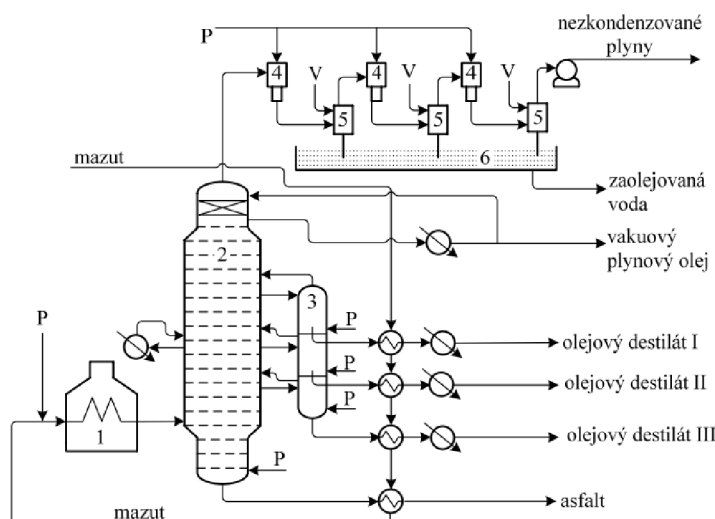 nezkondenzované
plyny
P
4
4
4
V
V
V
5
5
5
6
mazut
zaolejovaná
voda
2
vakuový
plynový olej
3
P
P
olejový destilát I
P
olejový destilát II
P
1
olejový destilát III
P
asfalt
mazut